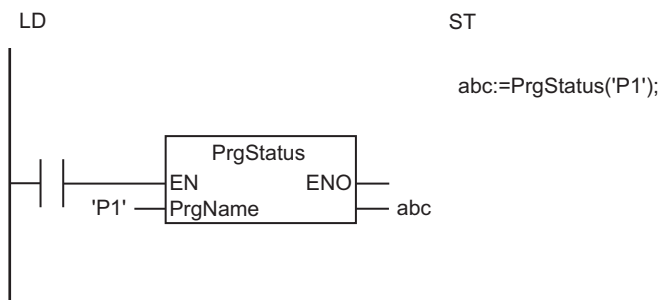 LD
ST
abc:=PrgStatus('P1');
PrgStatus
EN ENO
'P1' PrgName abc